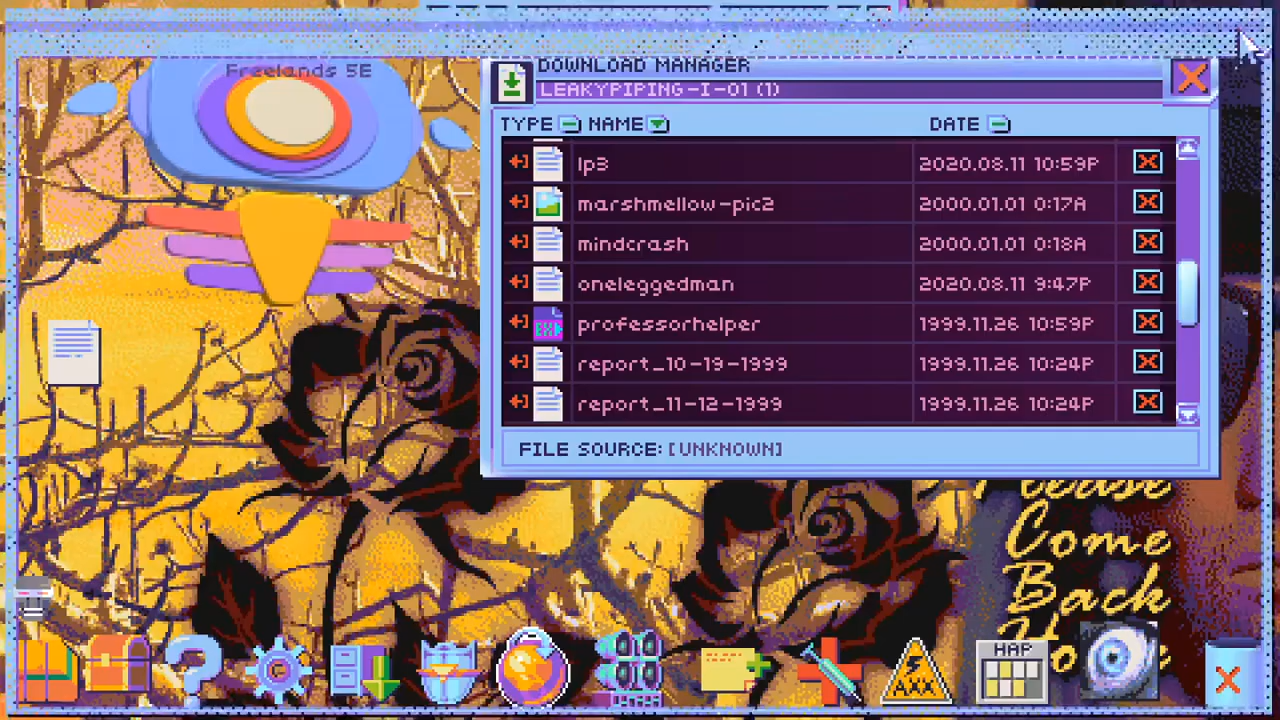 Freelands 5E
DOWNLOAD MANAGER
LEAKYPIPING-I-01 (1)
TYPE NAME DATE
lp3 2020.08.11 10:59P
marshmellow-pic2 2000.01.01 0:17A
mindcrash 2000.01.01 0:18A
oneleggedman 2020.08.11 9:47P
professorhelper 1999.11.26 10:59P
report_10-19-1999 1999.11.26 10:24P
report_11-12-1999 1999.11.26 10:24P
FILE SOURCE: [UNKNOWN]
Please
Come
Back
HAP